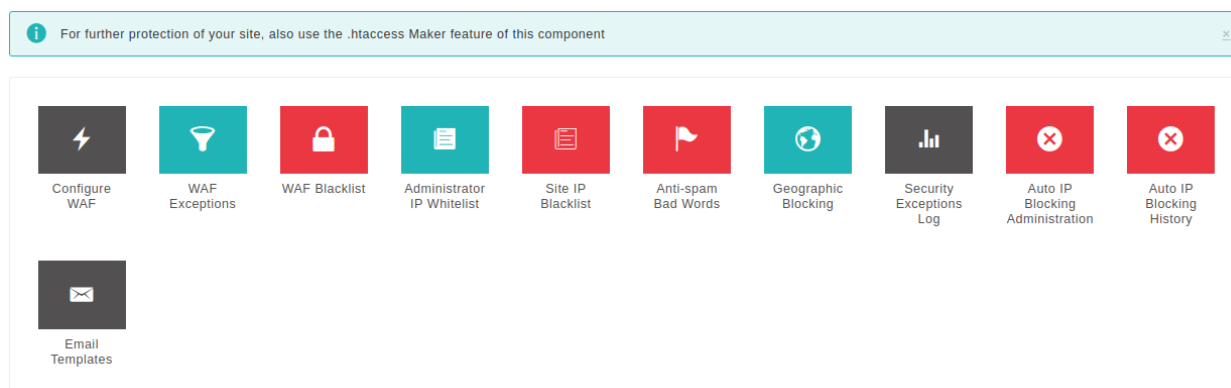 For further protection of your site, also use the .htaccess Maker feature of this component
x
Configure
WAF
WAF
Exceptions
WAF Blacklist
Administrator
IP Whitelist
Site IP
Blacklist
Anti-spam
Bad Words
Geographic
Blocking
Security
Exceptions
Log
Auto IP
Blocking
Administration
Auto IP
Blocking
History
Email
Templates